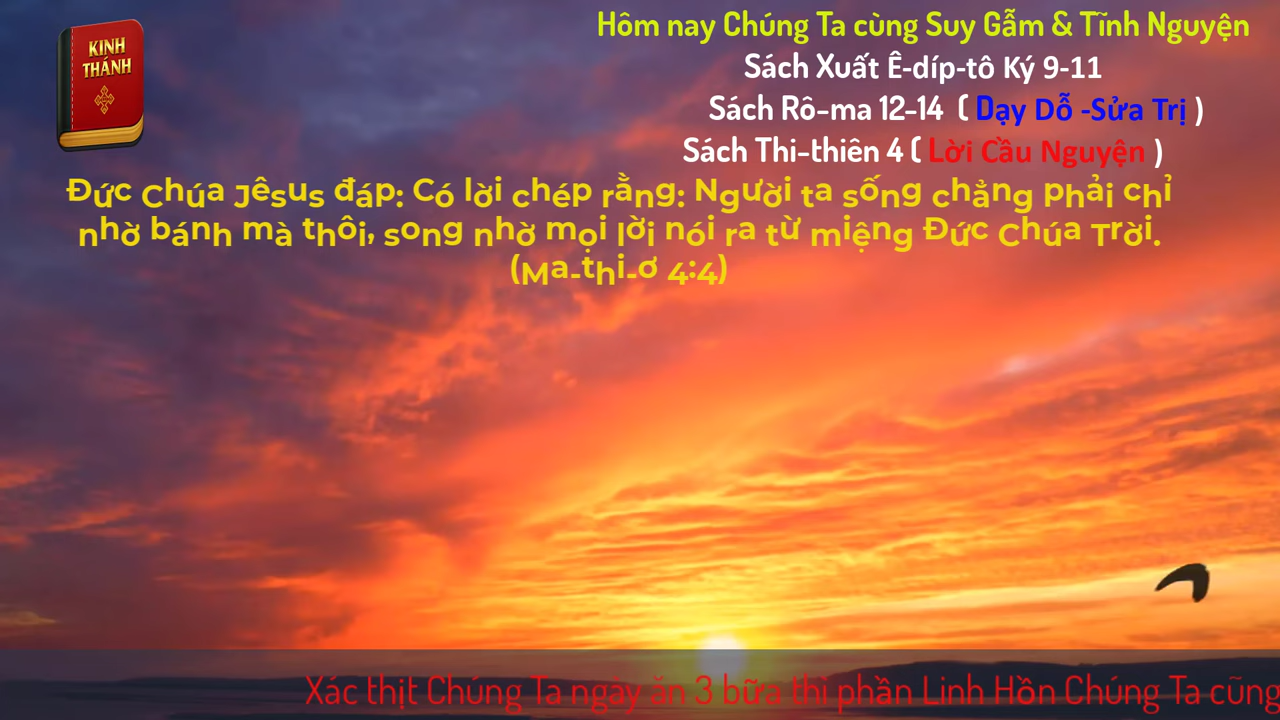 KINH
THÁNH
Hôm nay Chúng Ta cùng Suy Gẫm & Tĩnh Nguyện
Sách Xuất Ê-díp-tô Ký 9-11
Sách Rô-ma 12-14 ( Dạy Dỗ -Sửa Trị )
Sách Thi-thiên 4 ( Lời Cầu Nguyện )
Đức Chúa Jêsus đáp: Có lời chép rằng: Người ta sống chẳng phải chỉ
nhờ bánh mà thôi, song nhờ mọi lời nói ra từ miệng Đức Chúa Trời.
(Ma-thi-ơ 4:4)
Xác thịt Chúng Ta ngày ăn 3 bữa thì phần Linh Hồn Chúng Ta cũng